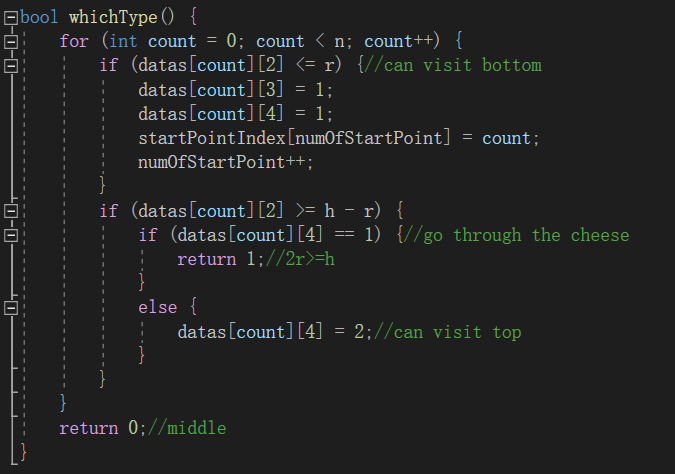 bool whichType() {
for (int count = 0; count < n; count++) {
if (datas[count][2] <= r) {//can visit bottom
datas[count][3] = 1;
datas[count][4] = 1;
startPointIndex[numOfStartPoint] = count;
numOfStartPoint++;
}
if (datas[count][2] >= h - r) {
if (datas[count][4] == 1) {//go through the cheese
return 1;//2r>=h
}
else {
datas[count][4] = 2;//can visit top
}
}
}
return 0;//middle
}